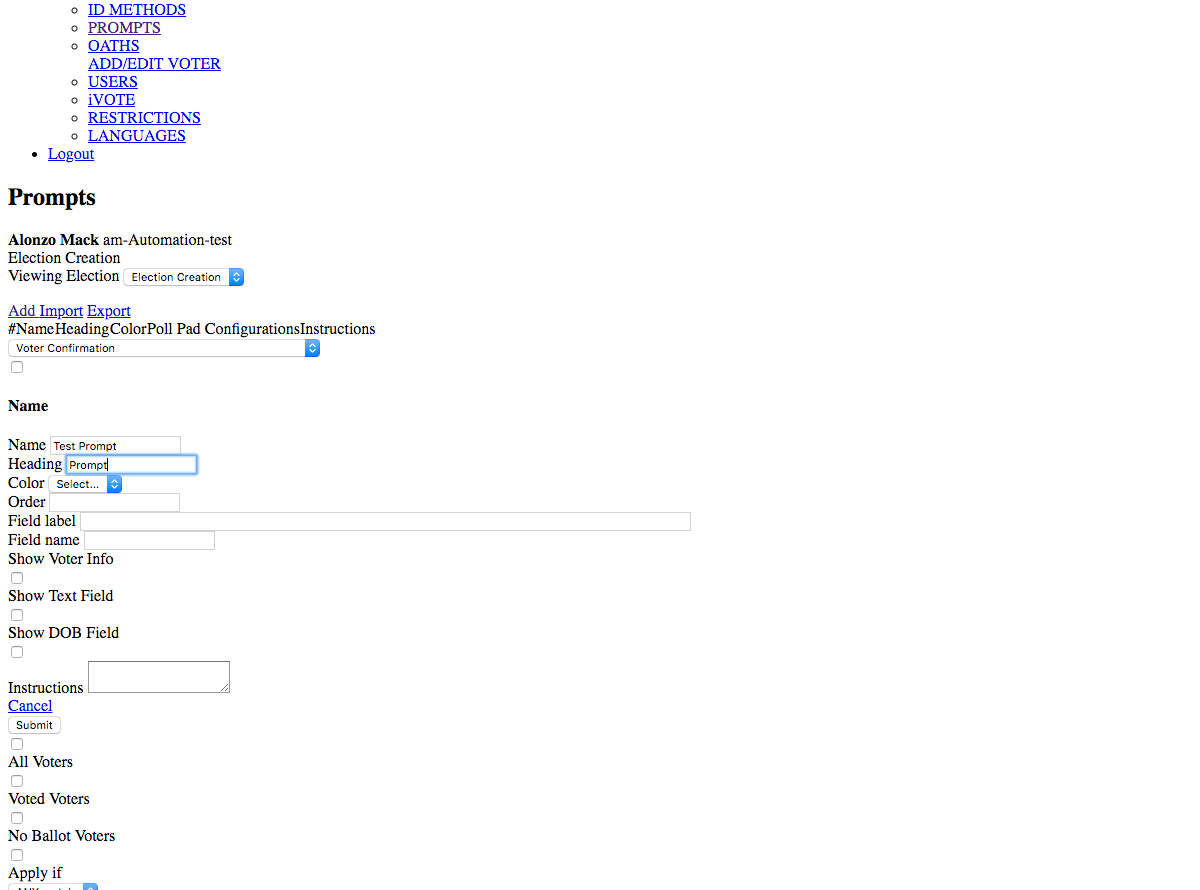 ID METHODS
PROMPTS
OATHS
ADD/EDIT VOTER
USERS
iVOTE
RESTRICTIONS
LANGUAGES
Logout
Prompts
Alonzo Mack am-Automation-test
Election Creation
Viewing Election Election Creation
Add Import Export
#NameHeadingColorPoll Pad ConfigurationsInstructions
Voter Confirmation
Name
Name Test Prompt
Heading Prompt
Color Select...
Order
Field label
Field name
Show Voter Info
Show Text Field
Show DOB Field
Instructions
Cancel
Submit
All Voters
Voted Voters
No Ballot Voters
Apply if